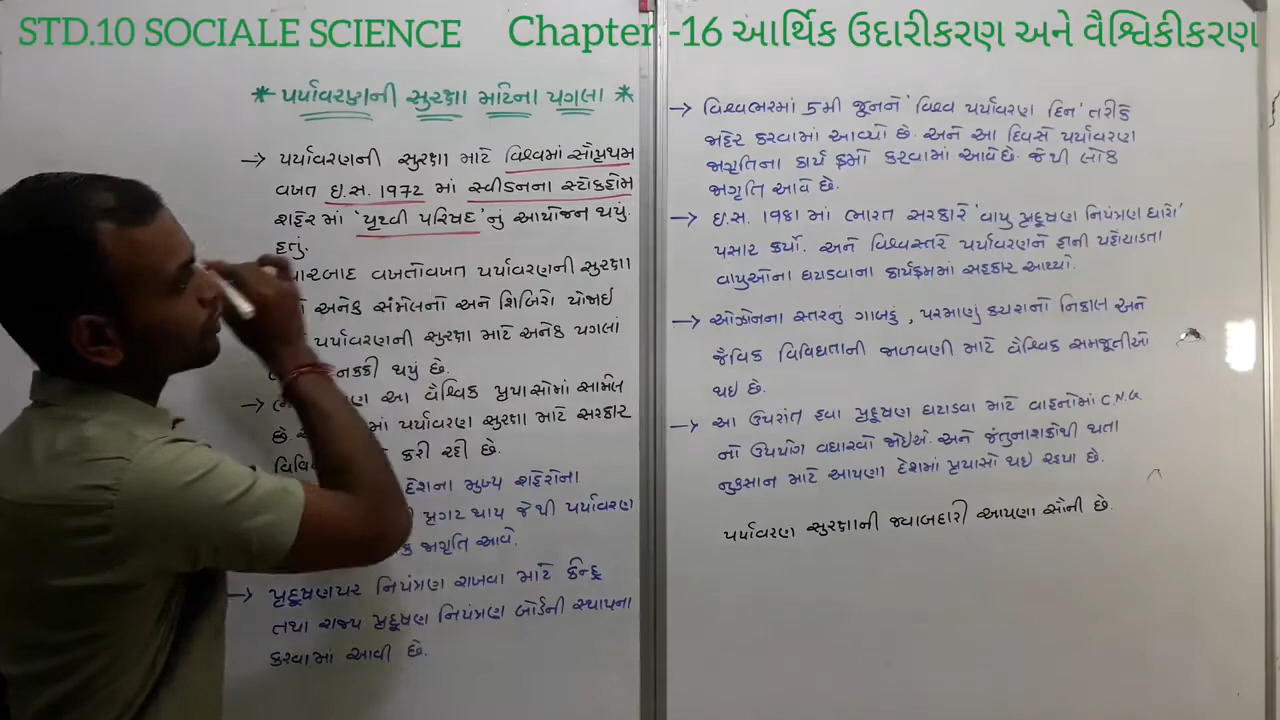 STD.10 SOCIALE SCIENCE Chapter -16 આર્થિક ઉદારીકરણ અને વૈશ્વિકીકરણ
* પર્યાવરણની સુરક્ષા માટેના પગલા *
→ પર્યાવરણની સુરક્ષા માટે વિશ્વમાં સૌપ્રથમ
વખત ઇ.સ. 1972 માં સ્વીડનના સ્ટોકહોમ
શહેર માં 'પૃથ્વી પરિષદ' નું આયોજન થયું
હતું.
ત્યારબાદ વખતોવખત પર્યાવરણની સુરક્ષા
અનેક સંમેલનો અને શિબિરો યોજાઇ
પર્યાવરણની સુરક્ષા માટે અનેક પગલાં
નક્કી થયું છે.
→ આ વૈશ્વિક પ્રયાસોમાં સામેલ
છે. માં પર્યાવરણ સુરક્ષા માટે સરકાર
કરી રહી છે.
દેશના મુખ્ય શહેરોના
પ્રગટ થાય જેથી પર્યાવરણ
જાગૃતિ આવે.
→ પ્રદૂષણપર નિયંત્રણ રાખવા માટે કેન્દ્ર
તથા રાજ્ય પ્રદૂષણ નિયંત્રણ બોર્ડની સ્થાપના
કરવામાં આવી છે.
→ વિશ્વભરમાં 5મી જૂનને 'વિશ્વ પર્યાવરણ દિન' તરીકે
જાહેર કરવામાં આવ્યો છે. અને આ દિવસે પર્યાવરણ
જાગૃતિના કાર્ય ક્રમો કરવામાં આવેછે. જેથી લોક
જાગૃતિ આવે છે.
→ ઇ.સ. ૧૯૮૧ માં ભારત સરકારે 'વાયુ પ્રદૂષણ નિયંત્રણ ધારો'
પસાર કર્યો. અને વિશ્વસ્તરે પર્યાવરણને હાની પહોચાડતા
વાયુઓના ઘટાડવાના કાર્યક્રમમાં સહકાર આપ્યો.
→ ઓઝોનના સ્તરનું ગાબડું, પરમાણું કચરાનો નિકાલ અને
જૈવિક વિવિધતાની જાળવણી માટે વૈશ્વિક સમજૂતીઓ
થઇ છે.
→ આ ઉપરાંત હવા પ્રદૂષણ ઘટાડવા માટે વાહનોમાં C.N.G.
નો ઉપયોગ વધારવો જોઇએ. અને જંતુનાશકોથી થતા
નુકસાન માટે આપણા દેશમાં પ્રયાસો થઇ રહ્યા છે.
પર્યાવરણ સુરક્ષાની જવાબદારી આપણા સૌની છે.